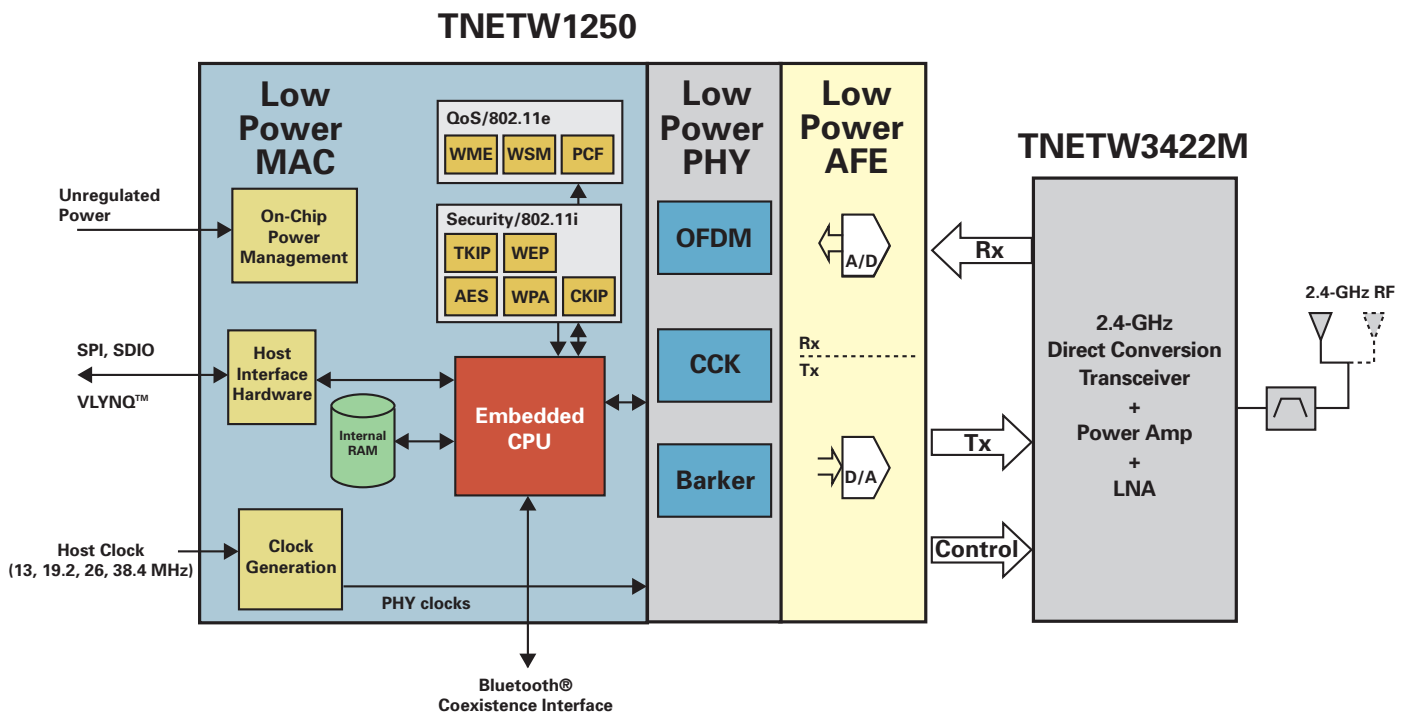 TNETW1250
Low
Power
MAC
QoS/802.11e
WME WSM PCF
Security/802.11i
TKIP WEP
AES WPA CKIP
Unregulated
Power
On-Chip
Power
Management
SPI, SDIO
VLYNQ™
Host
Interface
Hardware
Internal
RAM
Embedded
CPU
Host Clock
(13, 19.2, 26, 38.4 MHz)
Clock
Generation
PHY clocks
Bluetooth®
Coexistence Interface
Low
Power
PHY
OFDM
CCK
Barker
Low
Power
AFE
A/D
Rx
Tx
D/A
Rx
Tx
Control
TNETW3422M
2.4-GHz
Direct Conversion
Transceiver
+
Power Amp
+
LNA
2.4-GHz RF